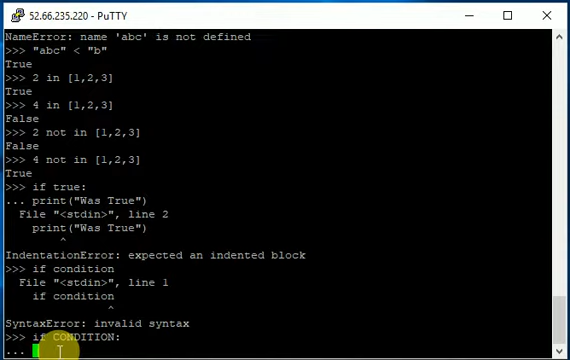 52.66.235.220 - PuTTY
NameError: name 'abc' is not defined
>>> "abc" < "b"
True
>>> 2 in [1,2,3]
True
>>> 4 in [1,2,3]
False
>>> 2 not in [1,2,3]
False
>>> 4 not in [1,2,3]
True
>>> if true:
... print("Was True")
  File "<stdin>", line 2
    print("Was True")
        ^
IndentationError: expected an indented block
>>> if condition
  File "<stdin>", line 1
    if condition
               ^
SyntaxError: invalid syntax
>>> if CONDITION:
...